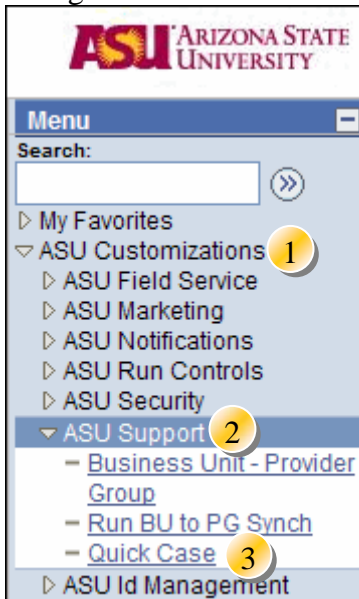 ASU ARIZONA STATE
UNIVERSITY
Menu
Search:
My Favorites
ASU Customizations 1
ASU Field Service
ASU Marketing
ASU Notifications
ASU Run Controls
ASU Security
ASU Support 2
Business Unit - Provider
Group
Run BU to PG Synch
Quick Case 3
ASU Id Management